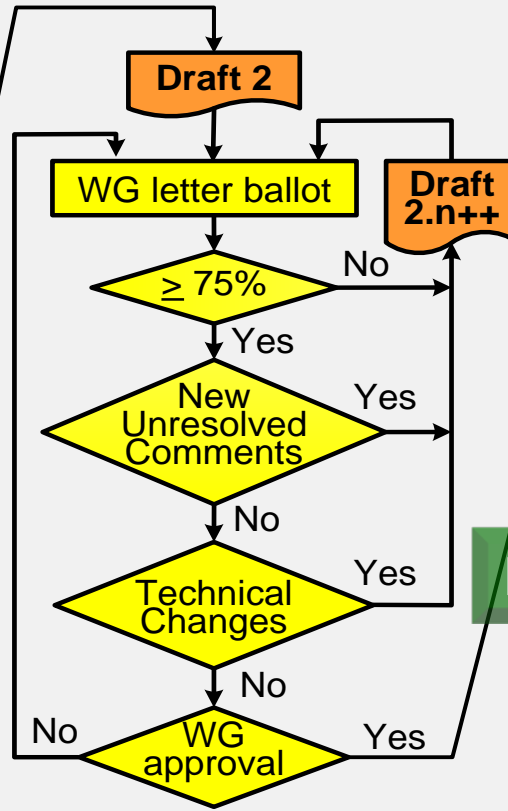 Draft 2
WG letter ballot
Draft
2.n++
≥ 75%
No
Yes
New
Unresolved
Comments
Yes
No
Technical
Changes
Yes
No
No
WG
approval
Yes